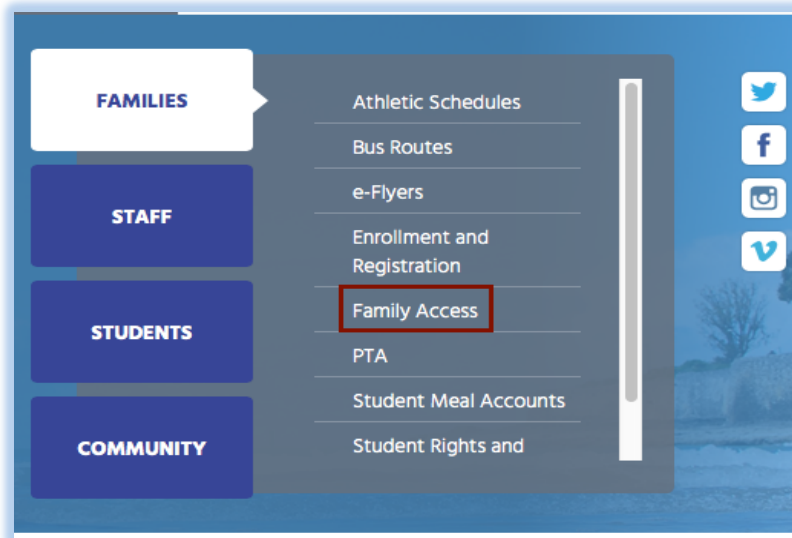 FAMILIES
STAFF
STUDENTS
COMMUNITY
Athletic Schedules
Bus Routes
e-Flyers
Enrollment and
Registration
Family Access
PTA
Student Meal Accounts
Student Rights and